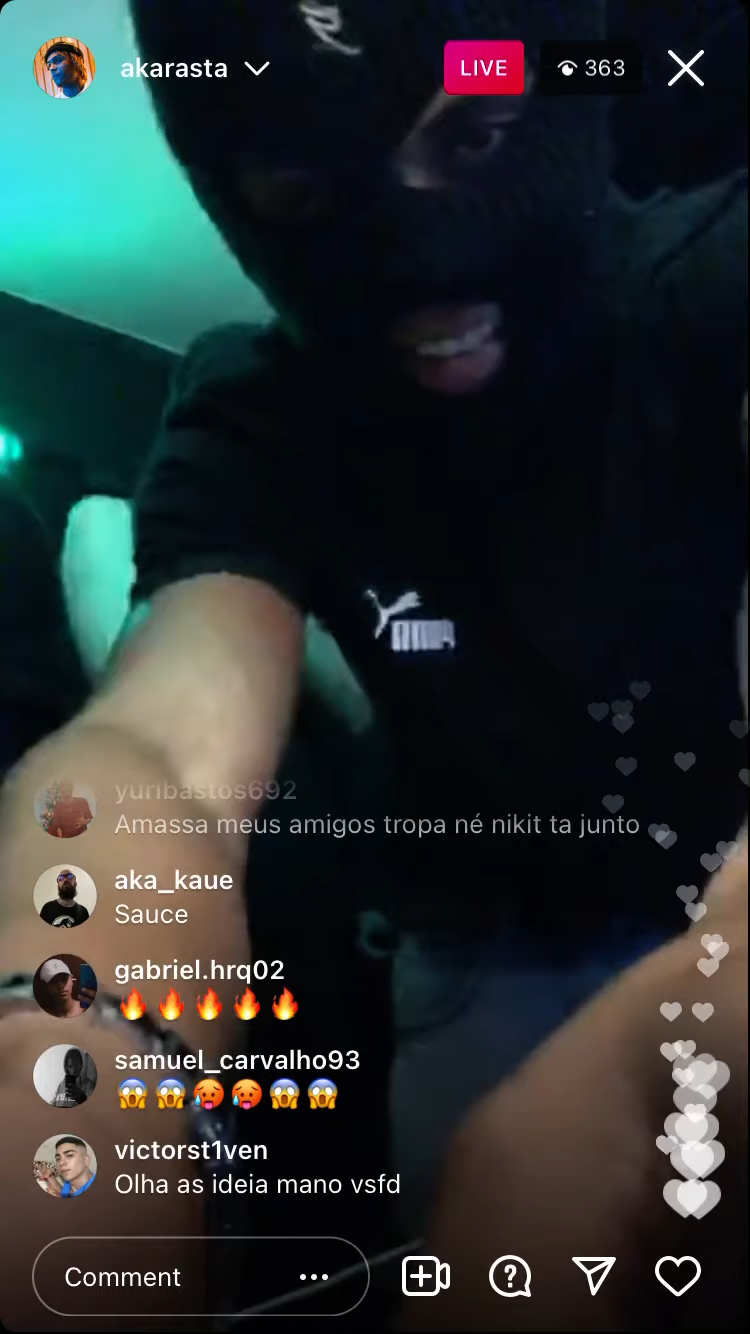 akarasta
LIVE
363
yuribastos692
Amassa meus amigos tropa né nikit ta junto
aka_kaue
Sauce
gabriel.hrq02
🔥🔥🔥🔥🔥
samuel_carvalho93
😱😱🥵🥵😱😱
victorst1ven
Olha as ideia mano vsfd
Comment